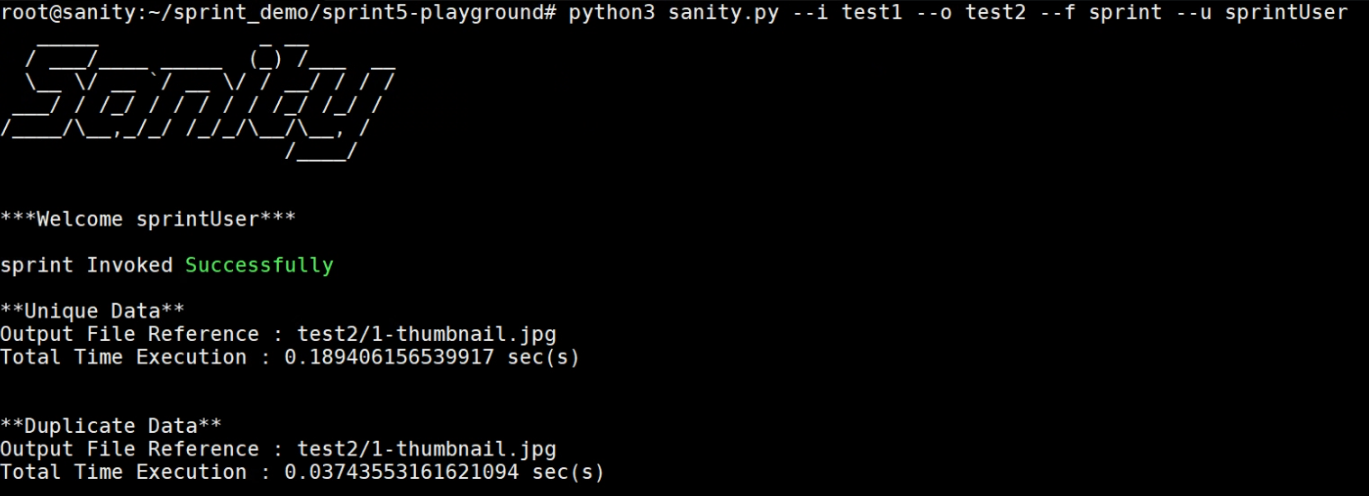 root@sanity:~/sprint_demo/sprint5-playground# python3 sanity.py --i test1 --o test2 --f sprint --u sprintUser
Sanity
***Welcome sprintUser***
sprint Invoked Successfully
**Unique Data**
Output File Reference : test2/1-thumbnail.jpg
Total Time Execution : 0.189406156539917 sec(s)
**Duplicate Data**
Output File Reference : test2/1-thumbnail.jpg
Total Time Execution : 0.03743553161621094 sec(s)